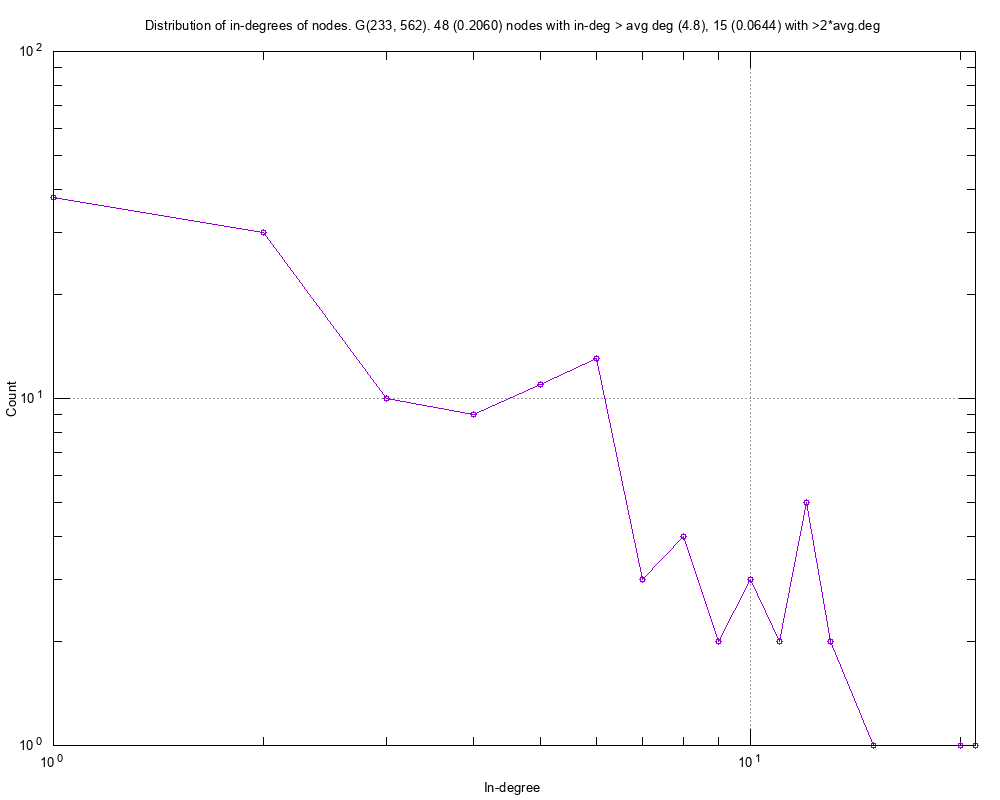 Distribution of in-degrees of nodes. G(233, 562). 48 (0.2060) nodes with in-deg > avg deg (4.8), 15 (0.0644) with >2*avg.deg
10^2
Count
10^1
10^0
10^0
10^1
In-degree